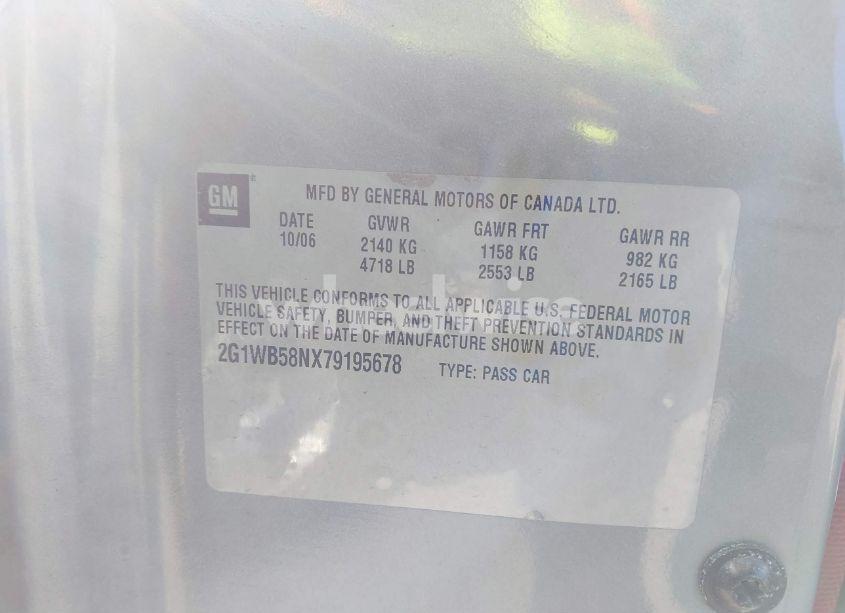 GM
MFD BY GENERAL MOTORS OF CANADA LTD.
DATE GVWR GAWR FRT GAWR RR
10/06 2140 KG 1158 KG 982 KG
4718 LB 2553 LB 2165 LB
THIS VEHICLE CONFORMS TO ALL APPLICABLE U.S. FEDERAL MOTOR
VEHICLE SAFETY, BUMPER, AND THEFT PREVENTION STANDARDS IN
EFFECT ON THE DATE OF MANUFACTURE SHOWN ABOVE.
2G1WB58NX79195678 TYPE: PASS CAR